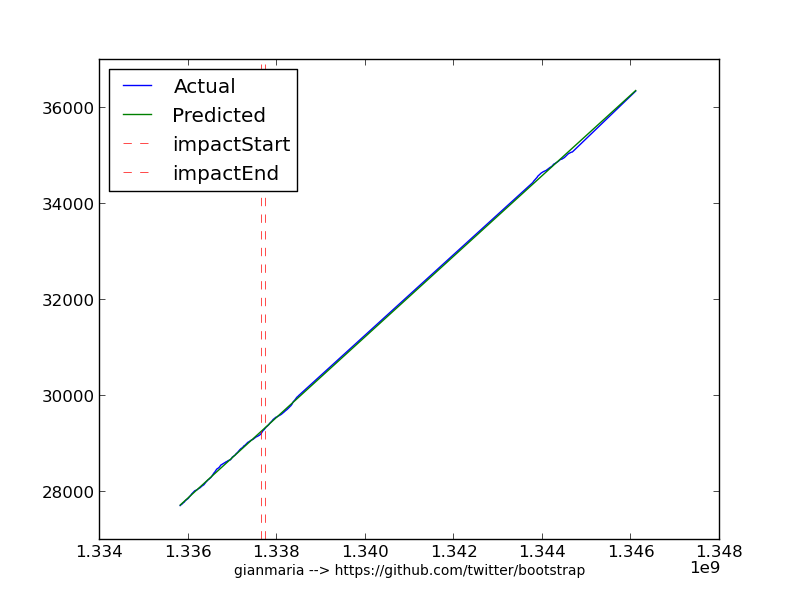 Actual
Predicted
impactStart
impactEnd
36000
34000
32000
30000
28000
1.334 1.336 1.338 1.340 1.342 1.344 1.346 1.348
1e9
gianmaria --> https://github.com/twitter/bootstrap